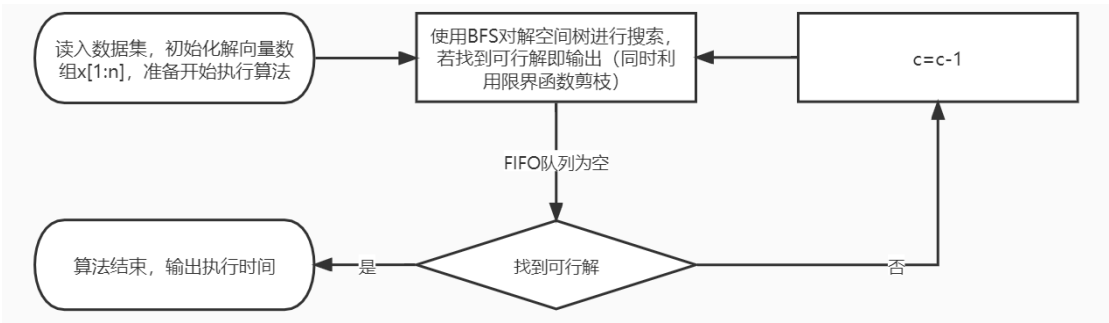 读入数据集，初始化解向量数
组x[1:n]，准备开始执行算法
使用BFS对解空间树进行搜索，
若找到可行解即输出（同时利
用限界函数剪枝）
c=c-1
FIFO队列为空
算法结束，输出执行时间
是
找到可行解
否